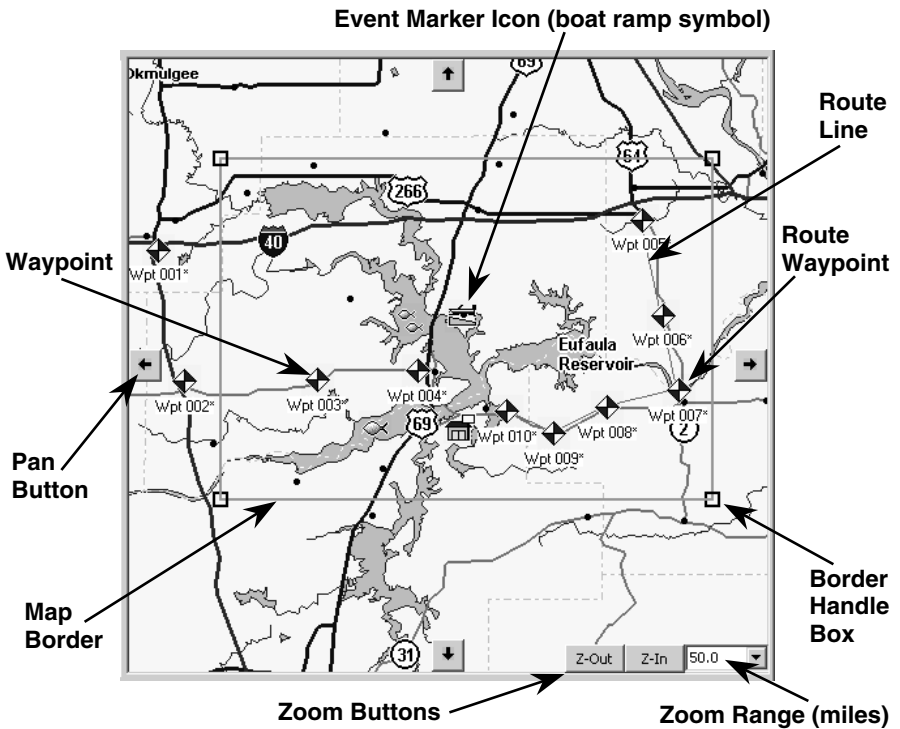 Event Marker Icon (boat ramp symbol)
69
Okmulgee
Route
Line
64
266
Wpt 005*
Route
Waypoint
40
Waypoint
Wpt 001*
Wpt 006*
Eufaula
Reservoir
Wpt 004*
Wpt 003*
Wpt 002*
Wpt 007*
69
Wpt 010*
Wpt 008*
2
Wpt 009*
Pan
Button
Border
Handle
Box
Map
Border
31
Z-Out
Z-In
50.0
Zoom Buttons
Zoom Range (miles)